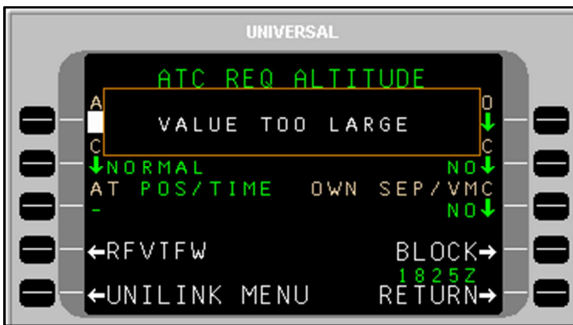 UNIVERSAL
ATC REQ ALTITUDE
A O
VALUE TOO LARGE
C C
↓NORMAL NO↓
AT POS/TIME OWN SEP/VMC
- NO↓
←RFVTFW BLOCK→
1825Z
←UNILINK MENU RETURN→